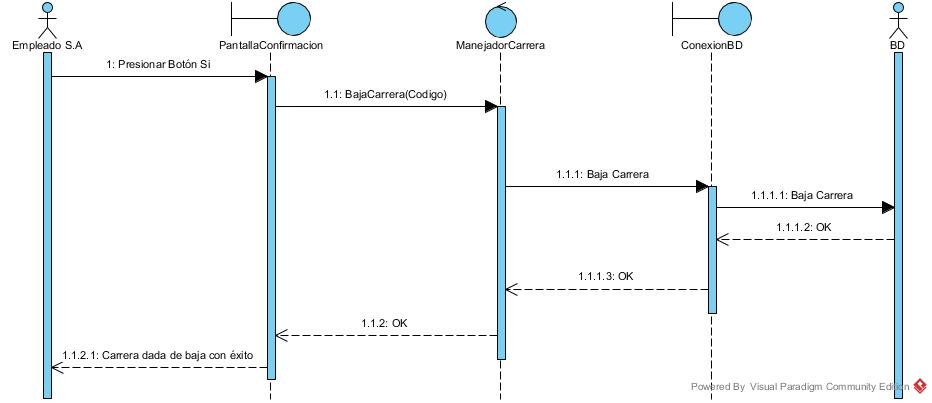 Empleado S.A
PantallaConfirmacion
ManejadorCarrera
ConexionBD
BD
1: Presionar Botón Si
1.1: BajaCarrera(Codigo)
1.1.1: Baja Carrera
1.1.1.1: Baja Carrera
1.1.1.2: OK
1.1.1.3: OK
1.1.2: OK
1.1.2.1: Carrera dada de baja con éxito
Powered By Visual Paradigm Community Edition